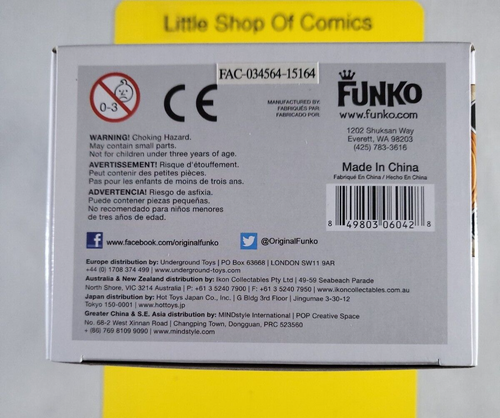 Little Shop Of Comics
FAC-034564-15164
0-3
CE
MANUFACTURED BY:
FABRIQUÉS PAR:
FABRICADO POR:
FUNKO
www.funko.com
1202 Shuksan Way
Everett, WA 98203
(425) 783-3616
WARNING! Choking Hazard.
May contain small parts.
Not for children under three years of age.
AVERTISSEMENT! Risque d'étouffement.
Peut contenir des petites pièces.
Pas pour les enfants de moins de trois ans.
ADVERTENCIA! Riesgo de asfixia.
Puede contener piezas pequeñas.
No recomendado para niños menores
de tres años de edad.
Made In China
Fabriqué En China / Hecho En China
8 49803 06042 8
f www.facebook.com/originalfunko
@OriginalFunko
Europe distribution by: Underground Toys | PO Box 63668 | LONDON SW11 9AR
+44 (0) 1708 374 499 | www.underground-toys.com
Australia & New Zealand distribution by: Ikon Collectables Pty Ltd | 49-59 Seabeach Parade
North Shore, VIC 3214 Australia | P: +61 3 5240 7900 | F: +61 3 5240 7950 | www.ikoncollectables.com.au
Japan distribution by: Hot Toys Japan Co., Inc. | G Bldg 3rd Floor | Jingumae 3-30-12
Tokyo 150-0001 | www.hottoys.jp
Greater China & S.E. Asia distribution by: MINDstyle International | POP Creative Space
No. 68-2 West Xinnan Road | Changping Town, Dongguan, PRC 523560
+ (86) 769 8109 9090 | www.mindstyle.com